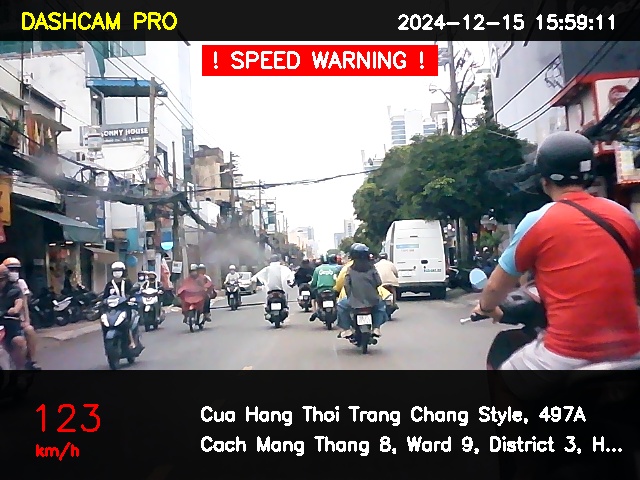 DASHCAM PRO
2024-12-15 15:59:11
! SPEED WARNING !
HOUSE
123
km/h
Cua Hang Thoi Trang Chang Style, 497A
Cach Mang Thang 8, Ward 9, District 3, H...